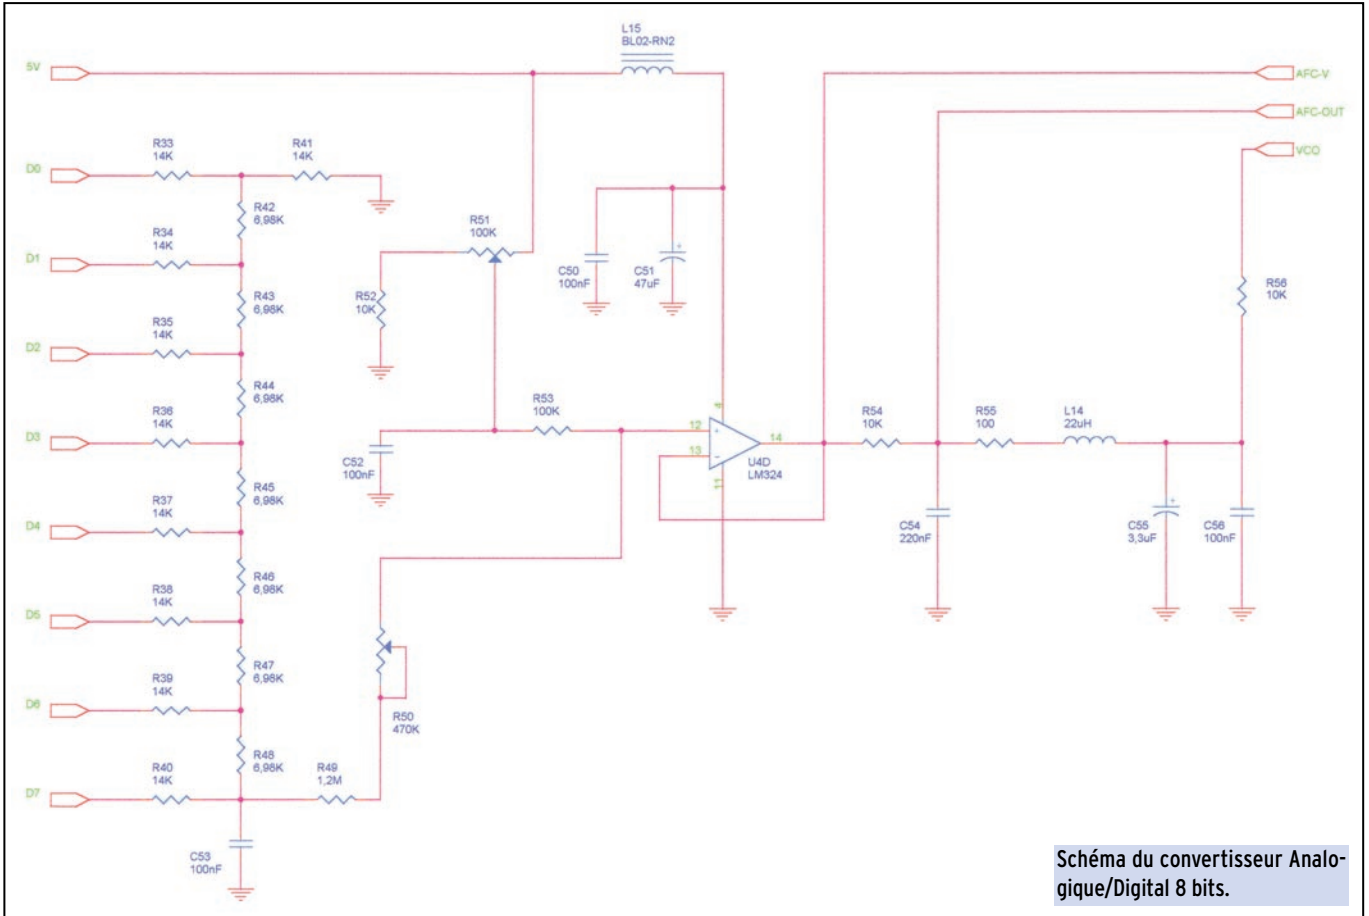 L15
BL02-RN2
5V
AFC-V
AFC-OUT
VCO
R33
14K
R41
14K
D0
R42
6,98K
R34
14K
D1
R51
100K
C50
100nF
C51
47uF
R43
6,98K
R52
10K
R56
10K
R35
14K
D2
R44
6,98K
R53
100K
4
R36
14K
D3
12
+
13
-
14
11
U4D
LM324
R54
10K
R55
100
L14
22uH
C52
100nF
R45
6,98K
R37
14K
D4
C54
220nF
C55
3,3uF
C56
100nF
+
+
R46
6,98K
R38
14K
D5
R47
6,98K
R39
14K
D6
R50
470K
R48
6,98K
R40
14K
R49
1,2M
D7
C53
100nF
Schéma du convertisseur Analo-
gique/Digital 8 bits.